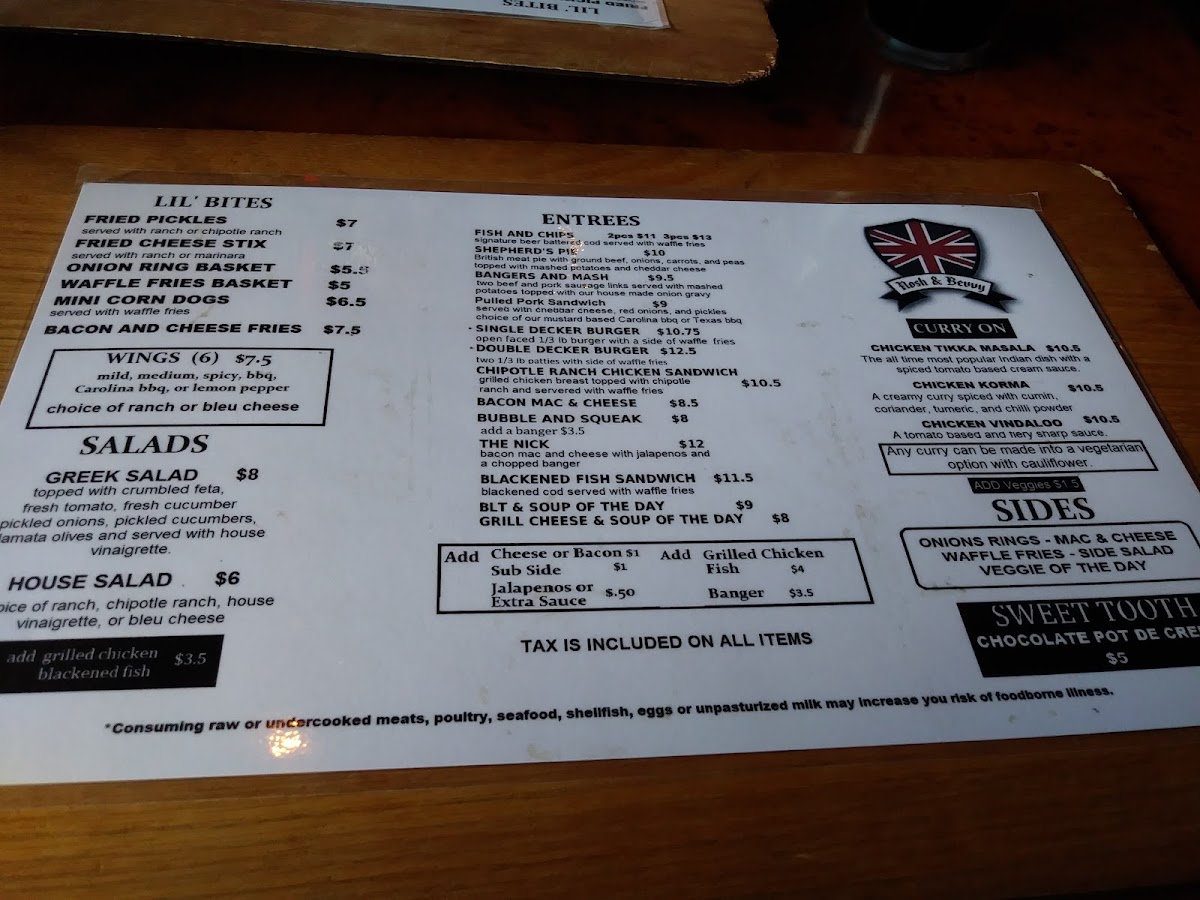 LIL' BITES
LIL' BITES
FRIED PICKLES $7
served with ranch or chipotle ranch
FRIED CHEESE STIX $7
served with ranch or marinara
ONION RING BASKET $5.5
WAFFLE FRIES BASKET $5
MINI CORN DOGS $6.5
served with waffle fries
BACON AND CHEESE FRIES $7.5
WINGS (6) $7.5
mild, medium, spicy, bbq,
Carolina bbq, or lemon pepper
choice of ranch or bleu cheese
SALADS
GREEK SALAD $8
topped with crumbled feta,
fresh tomato, fresh cucumber
pickled onions, pickled cucumbers,
lamata olives and served with house
vinaigrette.
HOUSE SALAD $6
oice of ranch, chipotle ranch, house
vinaigrette, or bleu cheese
add grilled chicken $3.5
blackened fish
ENTREES
FISH AND CHIPS 2pcs $11 3pcs $13
signature beer battered cod served with waffle fries
SHEPHERD'S PIE $10
British meat pie with ground beef, onions, carrots, and peas
topped with mashed potatoes and cheddar cheese
BANGERS AND MASH $9.5
two beef and pork saurage links served with mashed
potatoes topped with our house made onion gravy
Pulled Pork Sandwich $9
served with cheddar cheese, red onions, and pickles
choice of our mustard based Carolina bbq or Texas bbq
· SINGLE DECKER BURGER $10.75
open faced 1/3 lb burger with a side of waffle fries
· DOUBLE DECKER BURGER $12.5
two 1/3 lb patties with side of waffle fries
CHIPOTLE RANCH CHICKEN SANDWICH
grilled chicken breast topped with chipotle $10.5
ranch and servered with waffle fries
BACON MAC & CHEESE $8.5
BUBBLE AND SQUEAK $8
add a banger $3.5
THE NICK $12
bacon mac and cheese with jalapenos and
a chopped banger
BLACKENED FISH SANDWICH $11.5
blackened cod served with waffle fries
BLT & SOUP OF THE DAY $9
GRILL CHEESE & SOUP OF THE DAY $8
Add Cheese or Bacon $1 Add Grilled Chicken
Sub Side $1 Fish $4
Jalapenos or $.50 Banger $3.5
Extra Sauce
TAX IS INCLUDED ON ALL ITEMS
Nosh & Bevvy
CURRY ON
CHICKEN TIKKA MASALA $10.5
The all time most popular Indian dish with a
spiced tomato based cream sauce.
CHICKEN KORMA $10.5
A creamy curry spiced with cumin,
coriander, tumeric, and chilli powder
CHICKEN VINDALOO $10.5
A tomato based and fiery sharp sauce.
Any curry can be made into a vegetarian
option with cauliflower.
ADD Veggies $1.5
SIDES
ONIONS RINGS - MAC & CHEESE
WAFFLE FRIES - SIDE SALAD
VEGGIE OF THE DAY
SWEET TOOTH
CHOCOLATE POT DE CRE
$5
*Consuming raw or undercooked meats, poultry, seafood, shellfish, eggs or unpasturized milk may increase you risk of foodborne illness.